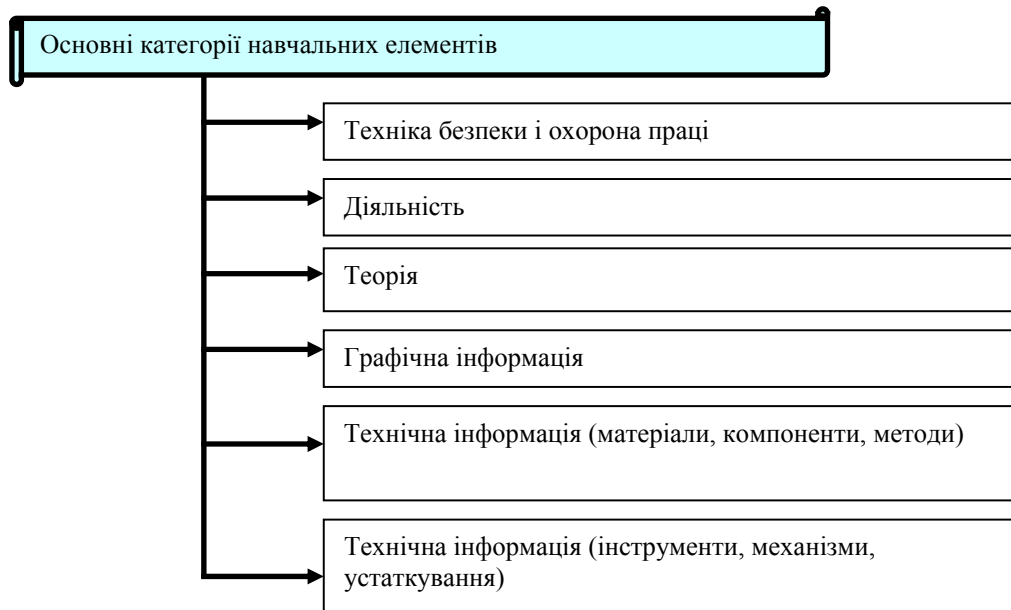 Основні категорії навчальних елементів
Техніка безпеки і охорона праці
Діяльність
Теорія
Графічна інформація
Технічна інформація (матеріали, компоненти, методи)
Технічна інформація (інструменти, механізми,
устаткування)